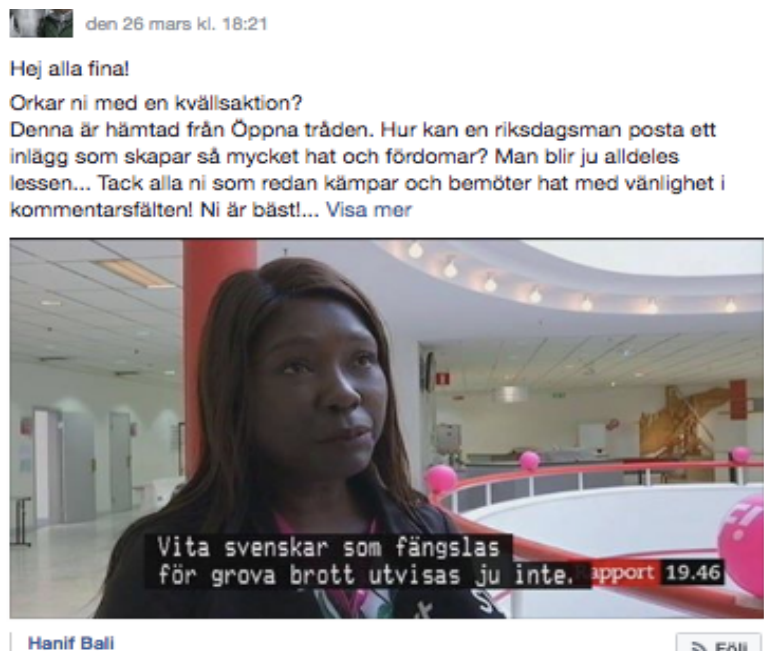 den 26 mars kl. 18:21
Hej alla fina!
Orkar ni med en kvällsaktion?
Denna är hämtad från Öppna tråden. Hur kan en riksdagsman posta ett
inlägg som skapar så mycket hat och fördomar? Man blir ju alldeles
lessen... Tack alla ni som redan kämpar och bemöter hat med vänlighet i
kommentarsfälten! Ni är bäst!... Visa mer
Vita svenskar som fängslas
för grova brott utvisas ju inte.
apport 19.46
F!
Hanif Bali
Följ